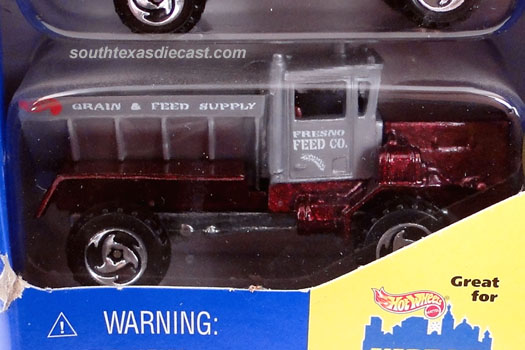 southtexasdiecast.com
GRAIN & FEED SUPPLY
FRESNO
FEED CO.
WARNING:
HOT WHEELS
Great
for